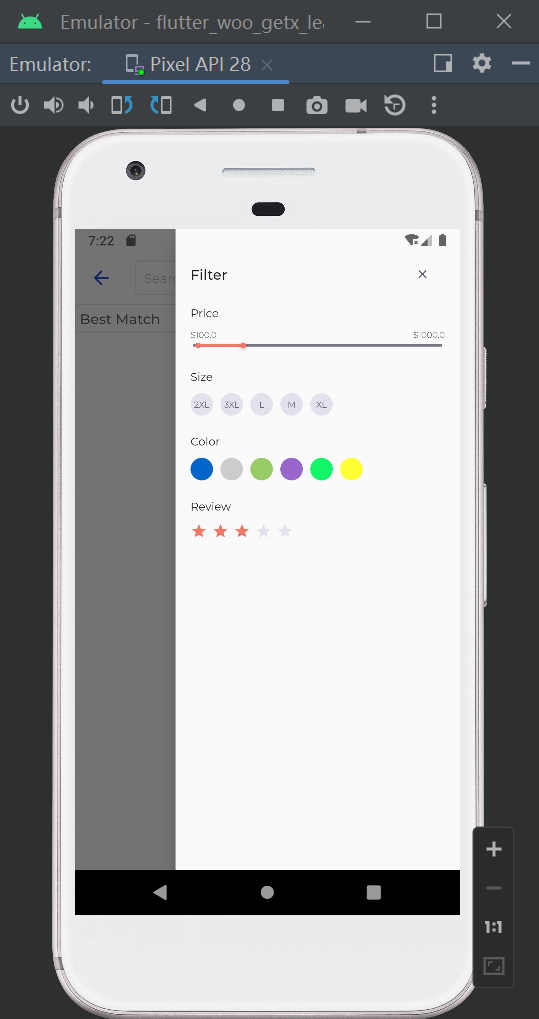 Emulator - flutter_woo_getx_le
Emulator: Pixel API 28
7:22
Filter
Sear
Best Match
Price
$100.0 $1000.0
Size
2XL 3XL L M XL
Color
Review
1:1